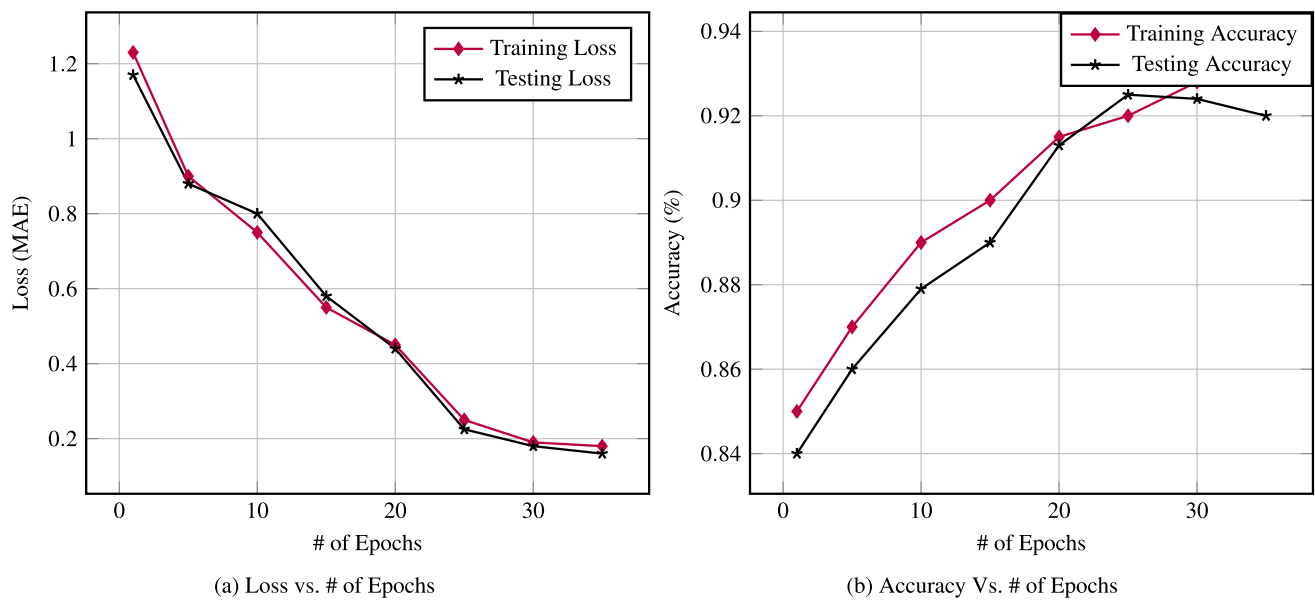 Training Loss
Testing Loss
1.2
1
0.8
0.6
0.4
0.2
Loss (MAE)
0 10 20 30
# of Epochs
(a) Loss vs. # of Epochs
Training Accuracy
Testing Accuracy
0.94
0.92
0.9
0.88
0.86
0.84
Accuracy (%)
0 10 20 30
# of Epochs
(b) Accuracy Vs. # of Epochs